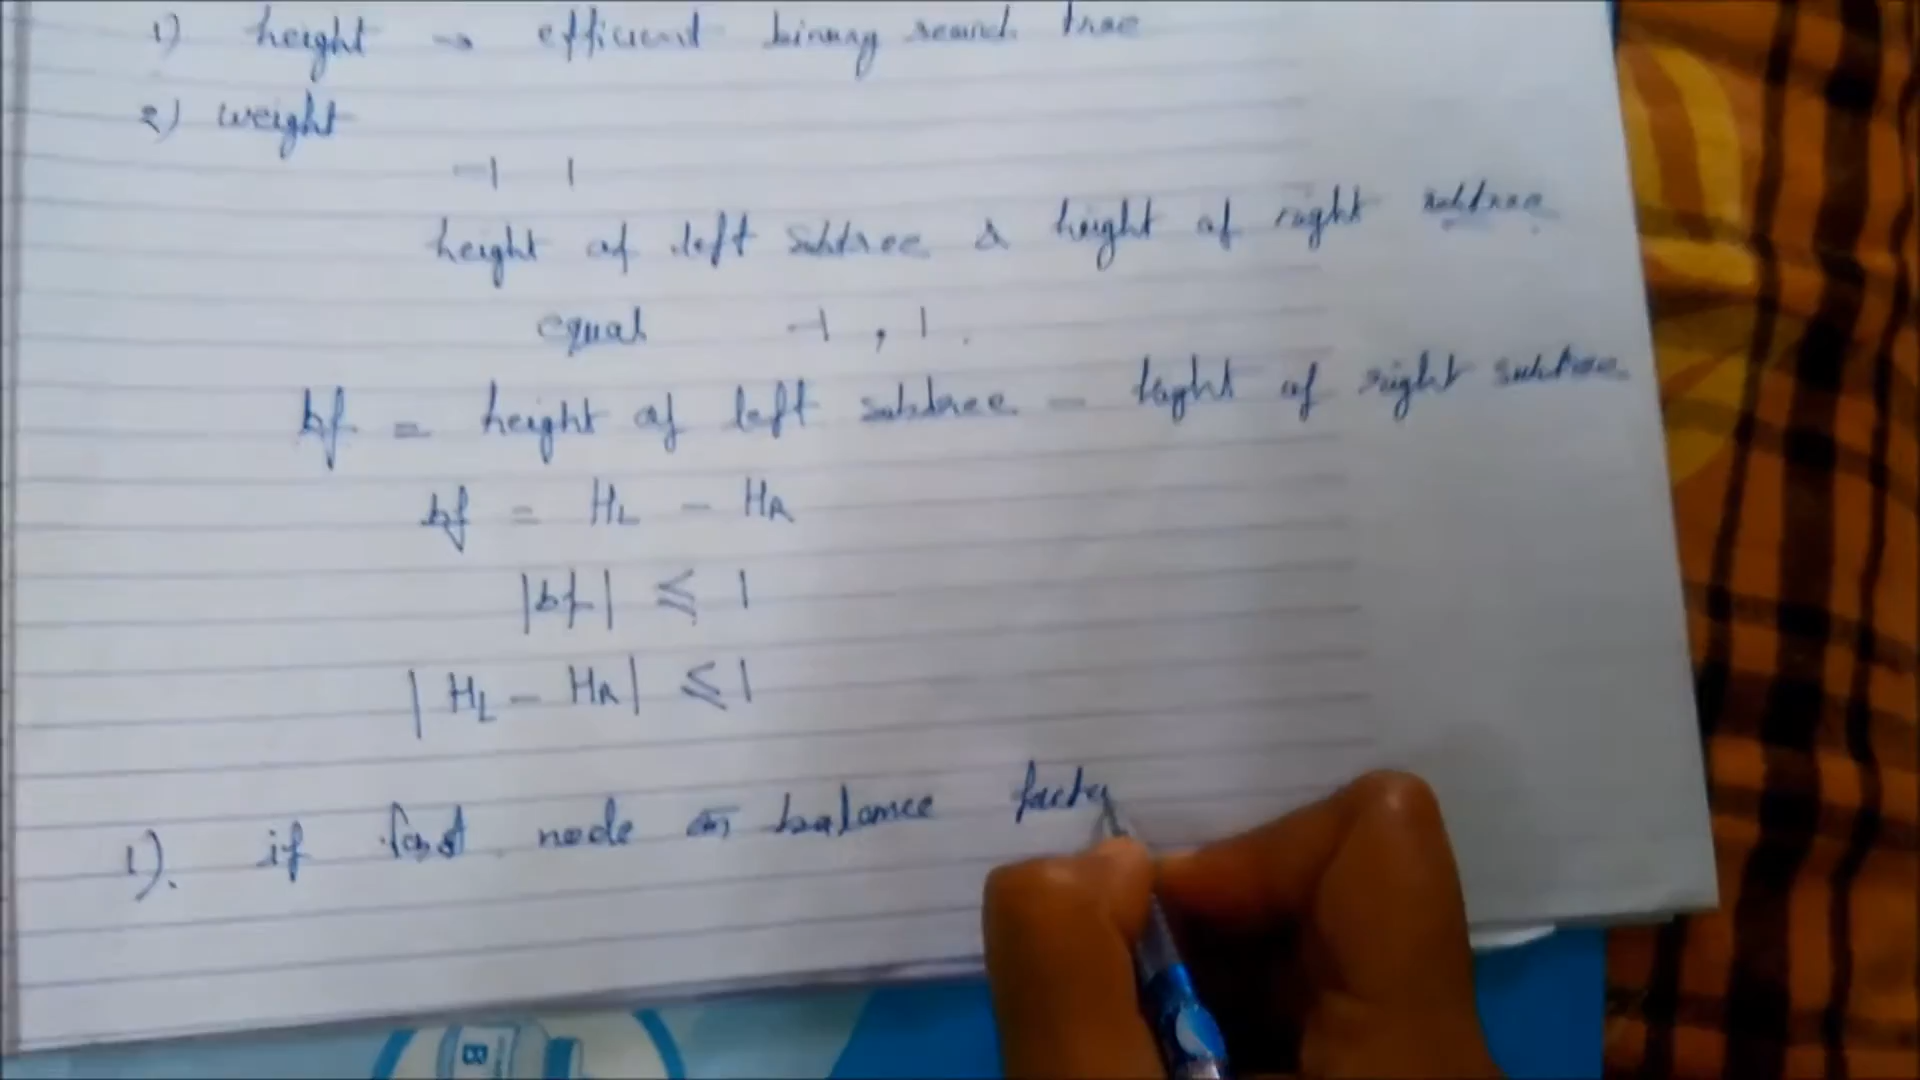 1) height → efficient binary search tree
2) weight
-1 1
height of left subtree & height of right subtree
equal -1 , 1 .
bf = height of left subtree - hight of right subtree
bf = HL - HR
|bf| ≤ 1
| HL - HR | ≤ 1
1). if node balance facto
B